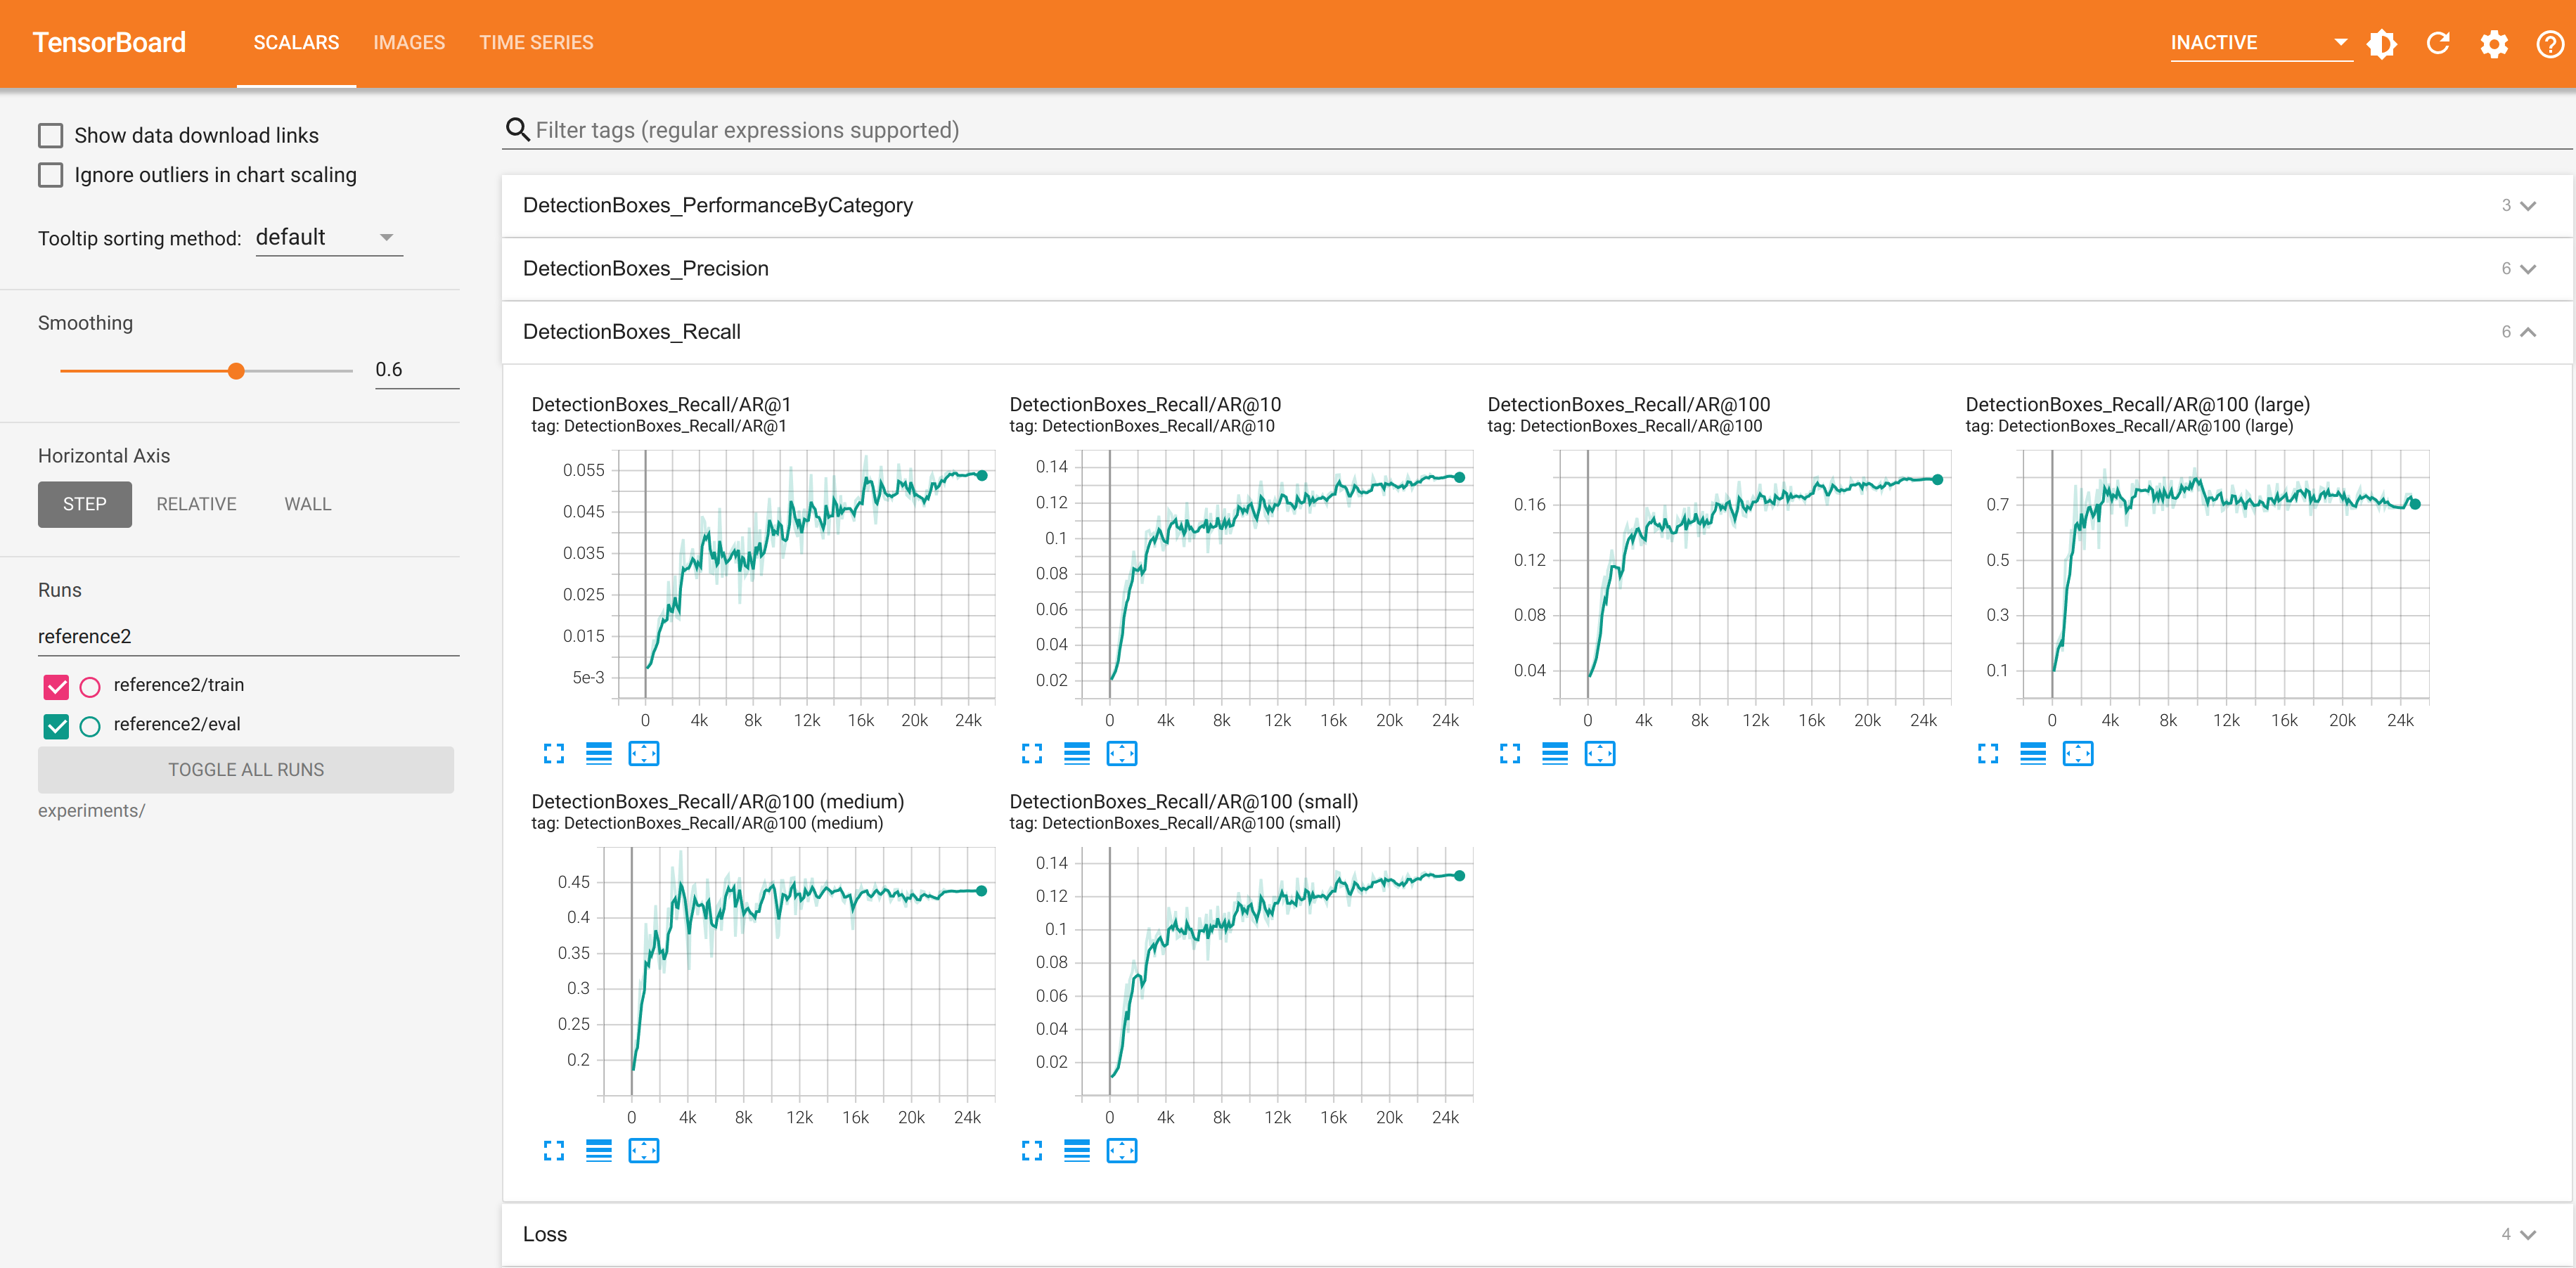 TensorBoard SCALARS IMAGES TIME SERIES INACTIVE
Show data download links
Ignore outliers in chart scaling
Tooltip sorting method: default
Smoothing
0.6
Horizontal Axis
STEP RELATIVE WALL
Runs
reference2
reference2/train
reference2/eval
TOGGLE ALL RUNS
experiments/
Filter tags (regular expressions supported)
DetectionBoxes_PerformanceByCategory 3
DetectionBoxes_Precision 6
DetectionBoxes_Recall 6
DetectionBoxes_Recall/AR@1
tag: DetectionBoxes_Recall/AR@1
0.055
0.045
0.035
0.025
0.015
5e-3
0 4k 8k 12k 16k 20k 24k
DetectionBoxes_Recall/AR@10
tag: DetectionBoxes_Recall/AR@10
0.14
0.12
0.1
0.08
0.06
0.04
0.02
0 4k 8k 12k 16k 20k 24k
DetectionBoxes_Recall/AR@100
tag: DetectionBoxes_Recall/AR@100
0.16
0.12
0.08
0.04
0 4k 8k 12k 16k 20k 24k
DetectionBoxes_Recall/AR@100 (large)
tag: DetectionBoxes_Recall/AR@100 (large)
0.7
0.5
0.3
0.1
0 4k 8k 12k 16k 20k 24k
DetectionBoxes_Recall/AR@100 (medium)
tag: DetectionBoxes_Recall/AR@100 (medium)
0.45
0.4
0.35
0.3
0.25
0.2
0 4k 8k 12k 16k 20k 24k
DetectionBoxes_Recall/AR@100 (small)
tag: DetectionBoxes_Recall/AR@100 (small)
0.14
0.12
0.1
0.08
0.06
0.04
0.02
0 4k 8k 12k 16k 20k 24k
Loss 4